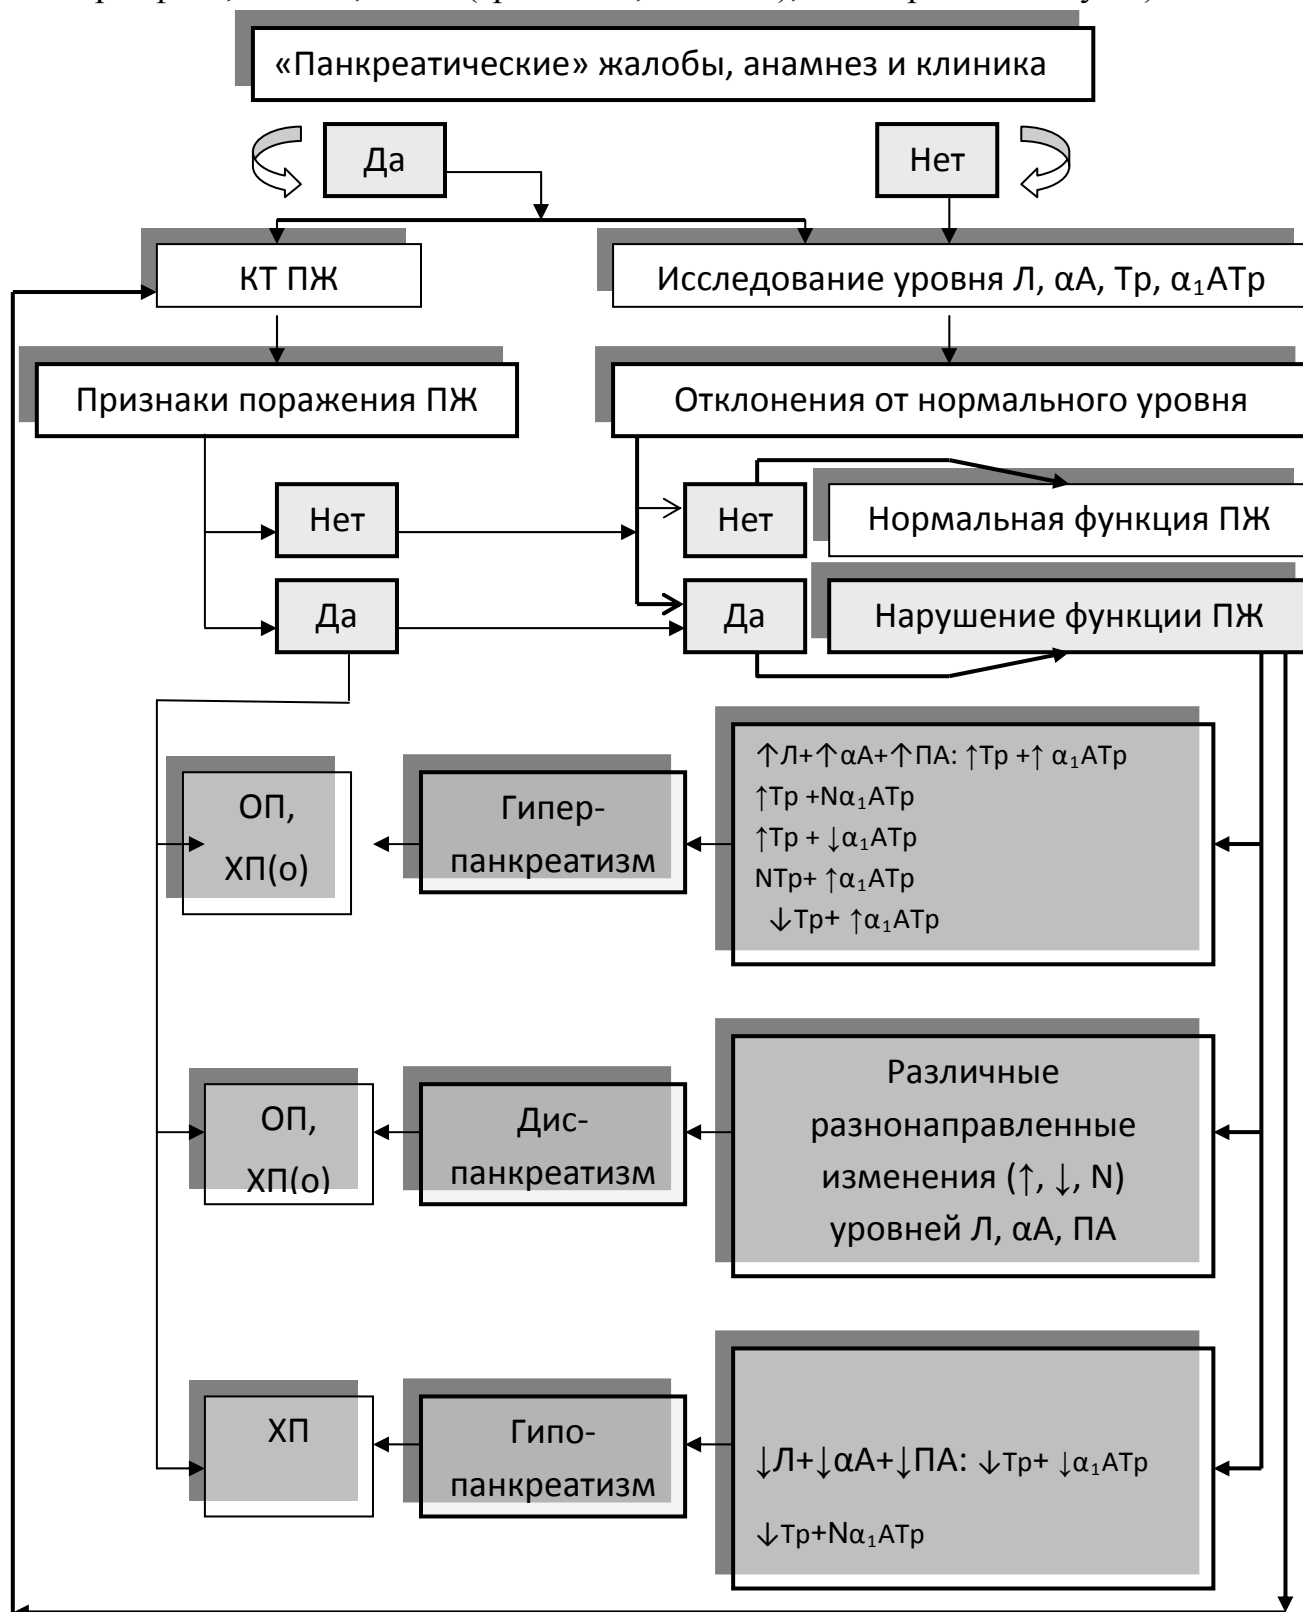 «Панкреатические» жалобы, анамнез и клиника
Да
Нет
КТ ПЖ
Исследование уровня Л, αА, Тр, α₁АТр
Признаки поражения ПЖ
Отклонения от нормального уровня
Нет
Нет
Нормальная функция ПЖ
Да
Да
Нарушение функции ПЖ
ОП,
ХП(о)
Гипер-
панкреатизм
↑Л+↑αА+↑ПА: ↑Тр +↑ α₁АТр
↑Тр +Nα₁АТр
↑Тр + ↓α₁АТр
NТр+ ↑α₁АТр
↓Тр+ ↑α₁АТр
ОП,
ХП(о)
Дис-
панкреатизм
Различные
разнонаправленные
изменения (↑, ↓, N)
уровней Л, αА, ПА
ХП
Гипо-
панкреатизм
↓Л+↓αА+↓ПА: ↓Тр+ ↓α₁АТр
↓Тр+Nα₁АТр